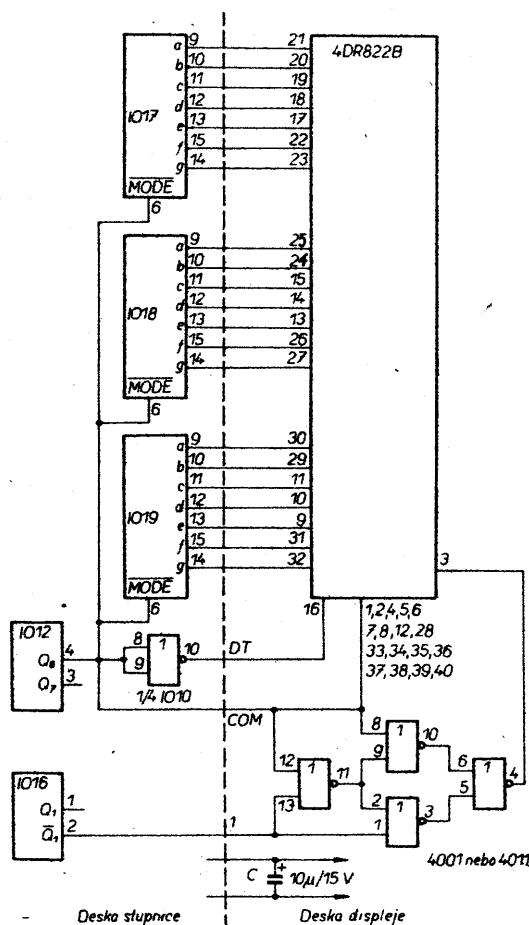 4DR822B
IO17
a 9 21
b 10 20
c 11 19
d 12 18
e 13 17
f 15 22
g 14 23
MODE
6
IO18
a 9 25
b 10 24
c 11 15
d 12 14
e 13 13
f 15 26
g 14 27
MODE
6
IO19
a 9 30
b 10 29
c 11 11
d 12 10
e 13 9
f 15 31
g 14 32
MODE
6
16
3
1,2,4,5,6
7,8,12,28
33,34,35,36
37,38,39,40
IO12
Q6 4
Q7 3
8
9
1
10
DT
1/4 IO10
COM
12
13
1
11
8
9
1
10
2
1
1
3
6
5
1
4
IO16
Q1 1
Q1 2
1
4001 nebo 4011
C + 10µ/15 V
Deska stupnice
Deska displeje